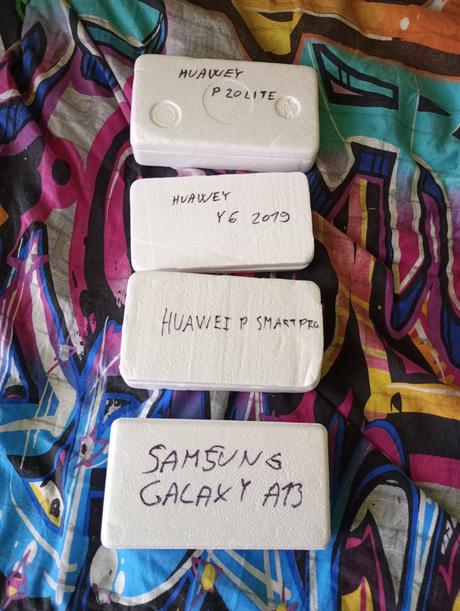 HUAWEY
P 20LITE
HUAWEY
Y6 2019
HUAWEI P SMARTPRO
SAMSUNG
GALAXY A13